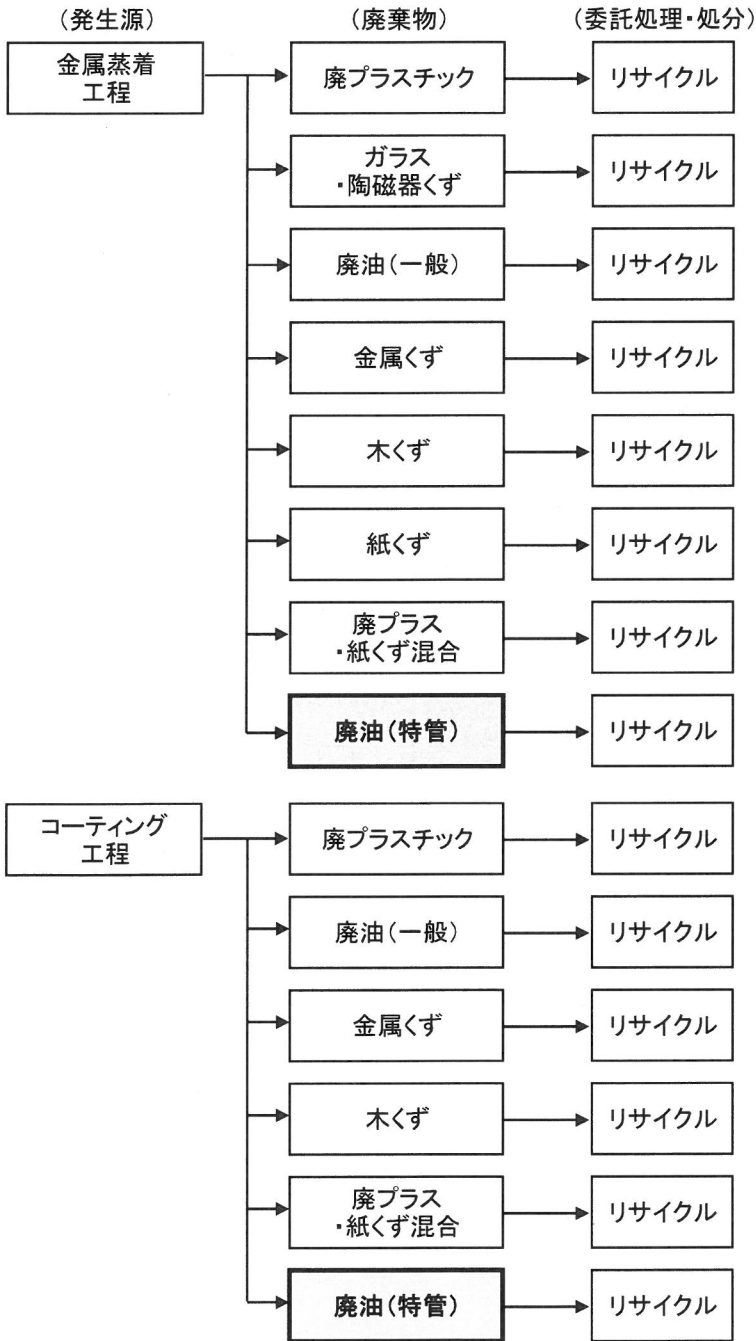 （発生源）
（廃棄物）
（委託処理・処分）
金属蒸着
工程
廃プラスチック
リサイクル
ガラス
・陶磁器くず
リサイクル
廃油（一般）
リサイクル
金属くず
リサイクル
木くず
リサイクル
紙くず
リサイクル
廃プラス
・紙くず混合
リサイクル
廃油（特管）
リサイクル
コーティング
工程
廃プラスチック
リサイクル
廃油（一般）
リサイクル
金属くず
リサイクル
木くず
リサイクル
廃プラス
・紙くず混合
リサイクル
廃油（特管）
リサイクル